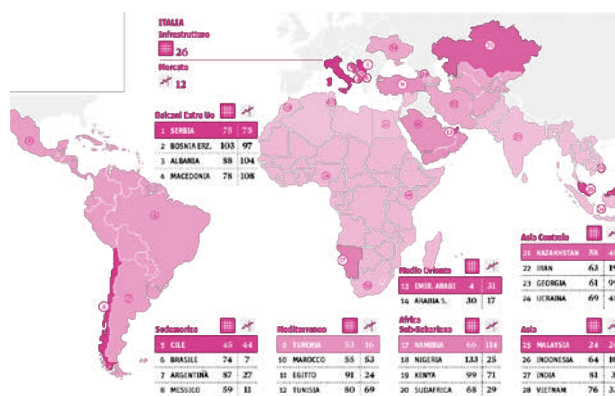 ITALIA
Infrastrutture
26
Mercato
12
Balcani Extra Ue
1 SERBIA 75 75
2 BOSNIA ERZ. 103 97
3 ALBANIA 88 104
4 MACEDONIA 78 108
Sudamerica
5 CILE 45 44
6 BRASILE 74 7
7 ARGENTINA 87 27
8 MESSICO 59 11
Mediterraneo
9 TURCHIA 53 16
10 MAROCCO 55 53
11 EGITTO 91 24
12 TUNISIA 80 69
Medio Oriente
13 EMIR. ARABI 4 31
14 ARABIA S. 30 17
Africa
Sub-Sahariana
17 NAMIBIA 66 114
18 NIGERIA 133 25
19 KENYA 99 71
20 SUDAFRICA 68 29
Asia Centrale
21 KAZAKHSTAN 58
22 IRAN 63
23 GEORGIA 61
24 UCRAINA 69
Asia
25 MALAYSIA 24
26 INDONESIA 64
27 INDIA 81
28 VIETNAM 76